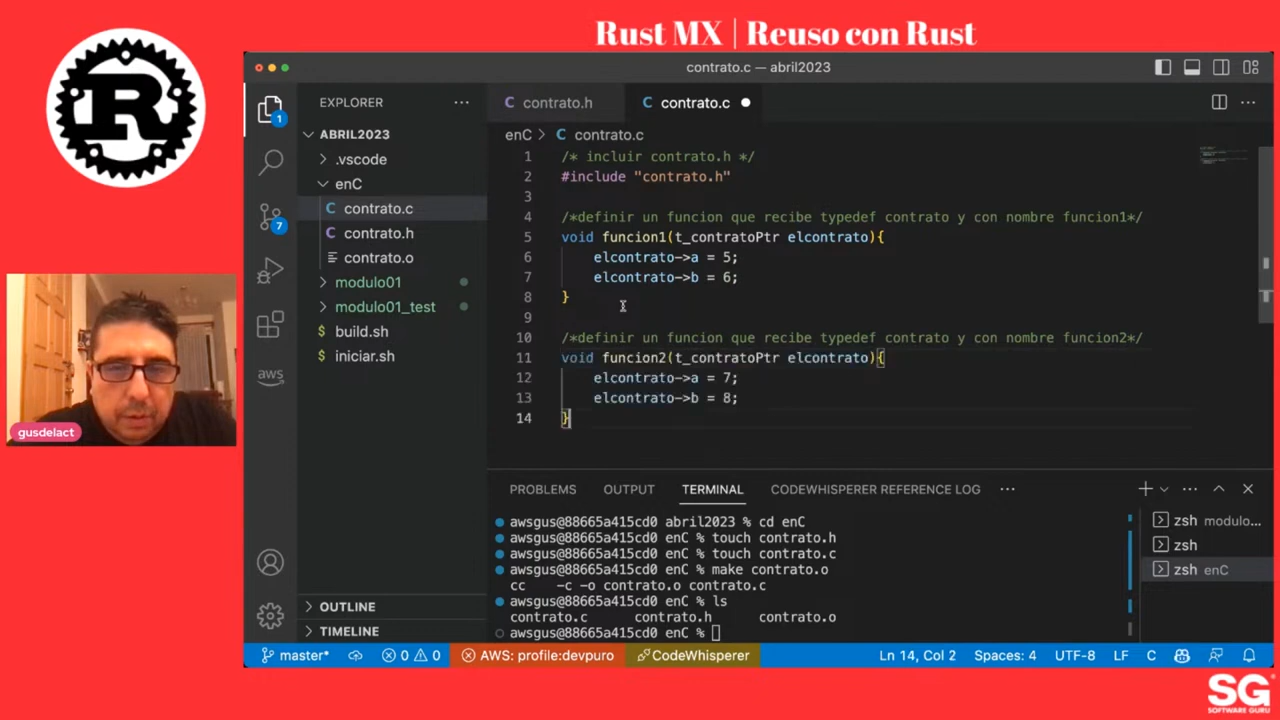 Rust MX | Reuso con Rust
contrato.c — abril2023
EXPLORER
ABRIL2023
.vscode
enC
contrato.c
contrato.h
contrato.o
modulo01
modulo01_test
build.sh
iniciar.sh
OUTLINE
TIMELINE
1
7
aws
R
gusdelact
C contrato.h
C contrato.c
enC > C contrato.c
1 /* incluir contrato.h */
2 #include "contrato.h"
3
4 /*definir un funcion que recibe typedef contrato y con nombre funcion1*/
5 void funcion1(t_contratoPtr elcontrato){
6 elcontrato->a = 5;
7 elcontrato->b = 6;
8 }
9
10 /*definir un funcion que recibe typedef contrato y con nombre funcion2*/
11 void funcion2(t_contratoPtr elcontrato){
12 elcontrato->a = 7;
13 elcontrato->b = 8;
14 }
PROBLEMS OUTPUT TERMINAL CODEWHISPERER REFERENCE LOG
awsgus@88665a415cd0 abril2023 % cd enC
awsgus@88665a415cd0 enC % touch contrato.h
awsgus@88665a415cd0 enC % touch contrato.c
awsgus@88665a415cd0 enC % make contrato.o
cc -c -o contrato.o contrato.c
awsgus@88665a415cd0 enC % ls
contrato.c contrato.h contrato.o
awsgus@88665a415cd0 enC %
zsh modulo...
zsh
zsh enC
master* 0 0 AWS: profile:devpuro CodeWhisperer Ln 14, Col 2 Spaces: 4 UTF-8 LF C
SG
SOFTWARE GURU